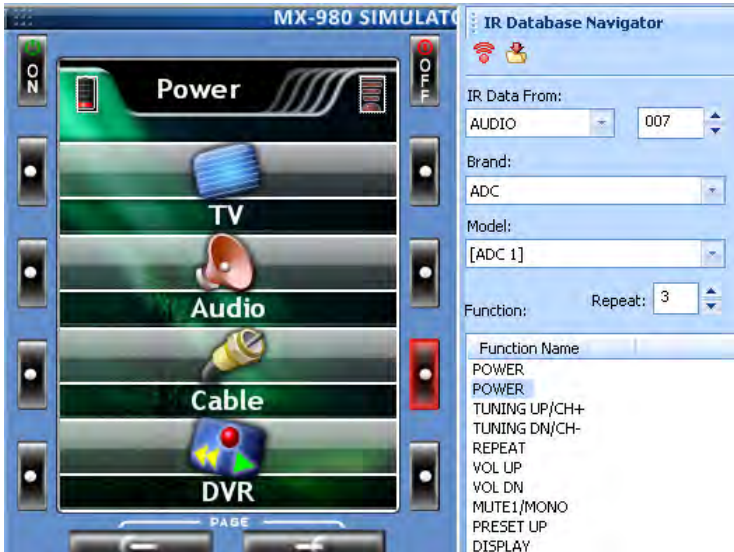 MX-980 SIMULATO
ON
OFF
Power
TV
Audio
Cable
DVR
PAGE
IR Database Navigator
IR Data From:
AUDIO 007
Brand:
ADC
Model:
[ADC 1]
Function: Repeat: 3
Function Name
POWER
POWER
TUNING UP/CH+
TUNING DN/CH-
REPEAT
VOL UP
VOL DN
MUTE1/MONO
PRESET UP
DISPLAY